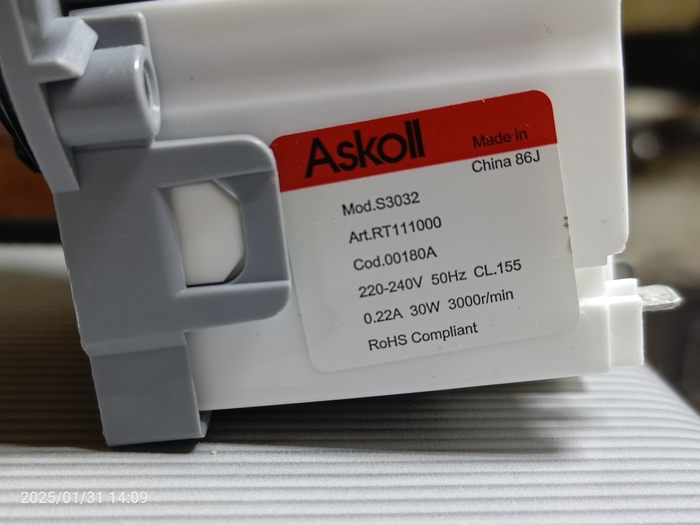 Askoll
Made in
China 86J
Mod.S3032
Art.RT111000
Cod.00180A
220-240V 50Hz CL.155
0.22A 30W 3000r/min
RoHS Compliant
2025/01/31 14:09